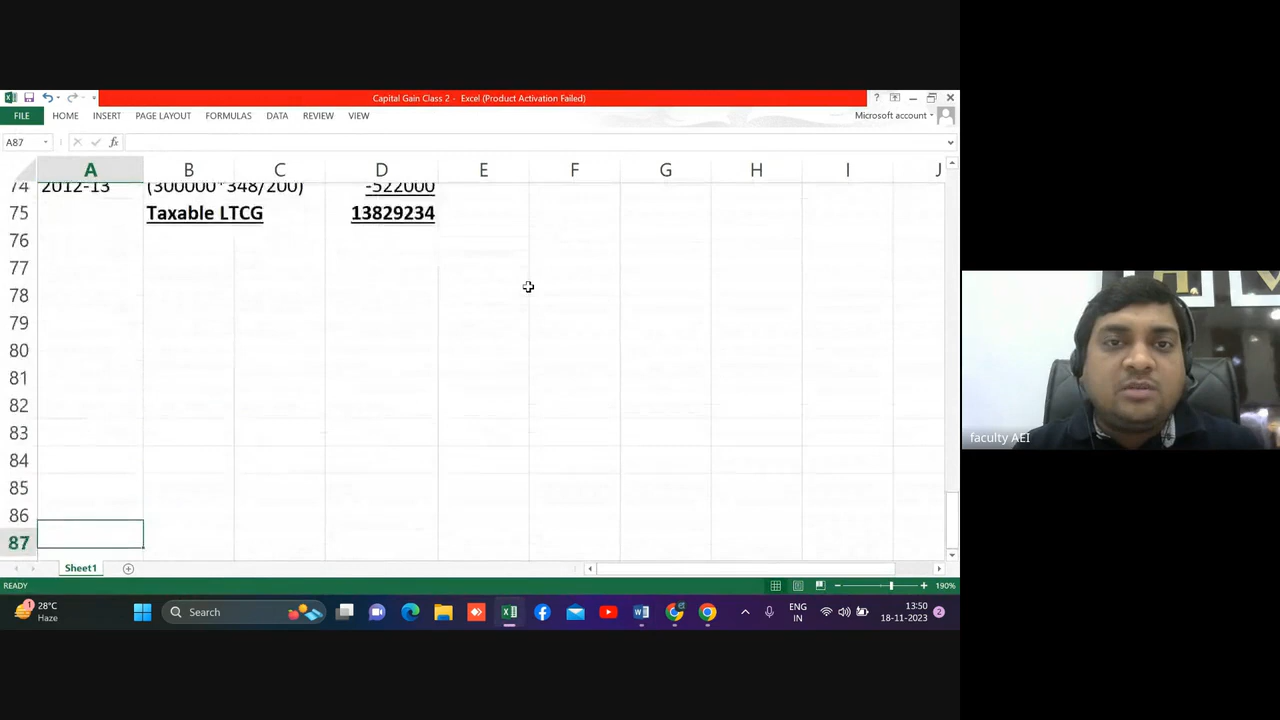 Capital Gain Class 2 - Excel (Product Activation Failed)
FILE HOME INSERT PAGE LAYOUT FORMULAS DATA REVIEW VIEW Microsoft account
A87 fx
A B C D E F G H I J
74 2012-13 (300000*348/200) -522000
75 Taxable LTCG 13829234
76
77
78
79
80
81
82
83
84
85
86
87
faculty AEI
Sheet1
READY 190%
28°C
Haze
Search
ENG
IN
13:50
18-11-2023
2
1